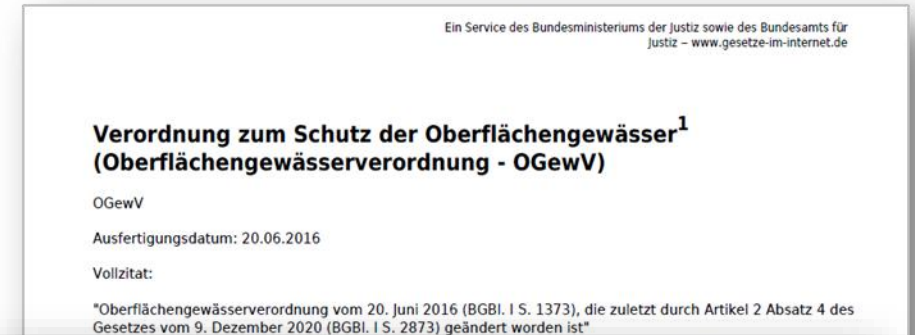 Ein Service des Bundesministeriums der Justiz sowie des Bundesamts für
Justiz – www.gesetze-im-internet.de
Verordnung zum Schutz der Oberflächengewässer1
(Oberflächengewässerverordnung - OGewV)
OGewV
Ausfertigungsdatum: 20.06.2016
Vollzitat:
"Oberflächengewässerverordnung vom 20. Juni 2016 (BGBl. I S. 1373), die zuletzt durch Artikel 2 Absatz 4 des
Gesetzes vom 9. Dezember 2020 (BGBl. I S. 2873) geändert worden ist"